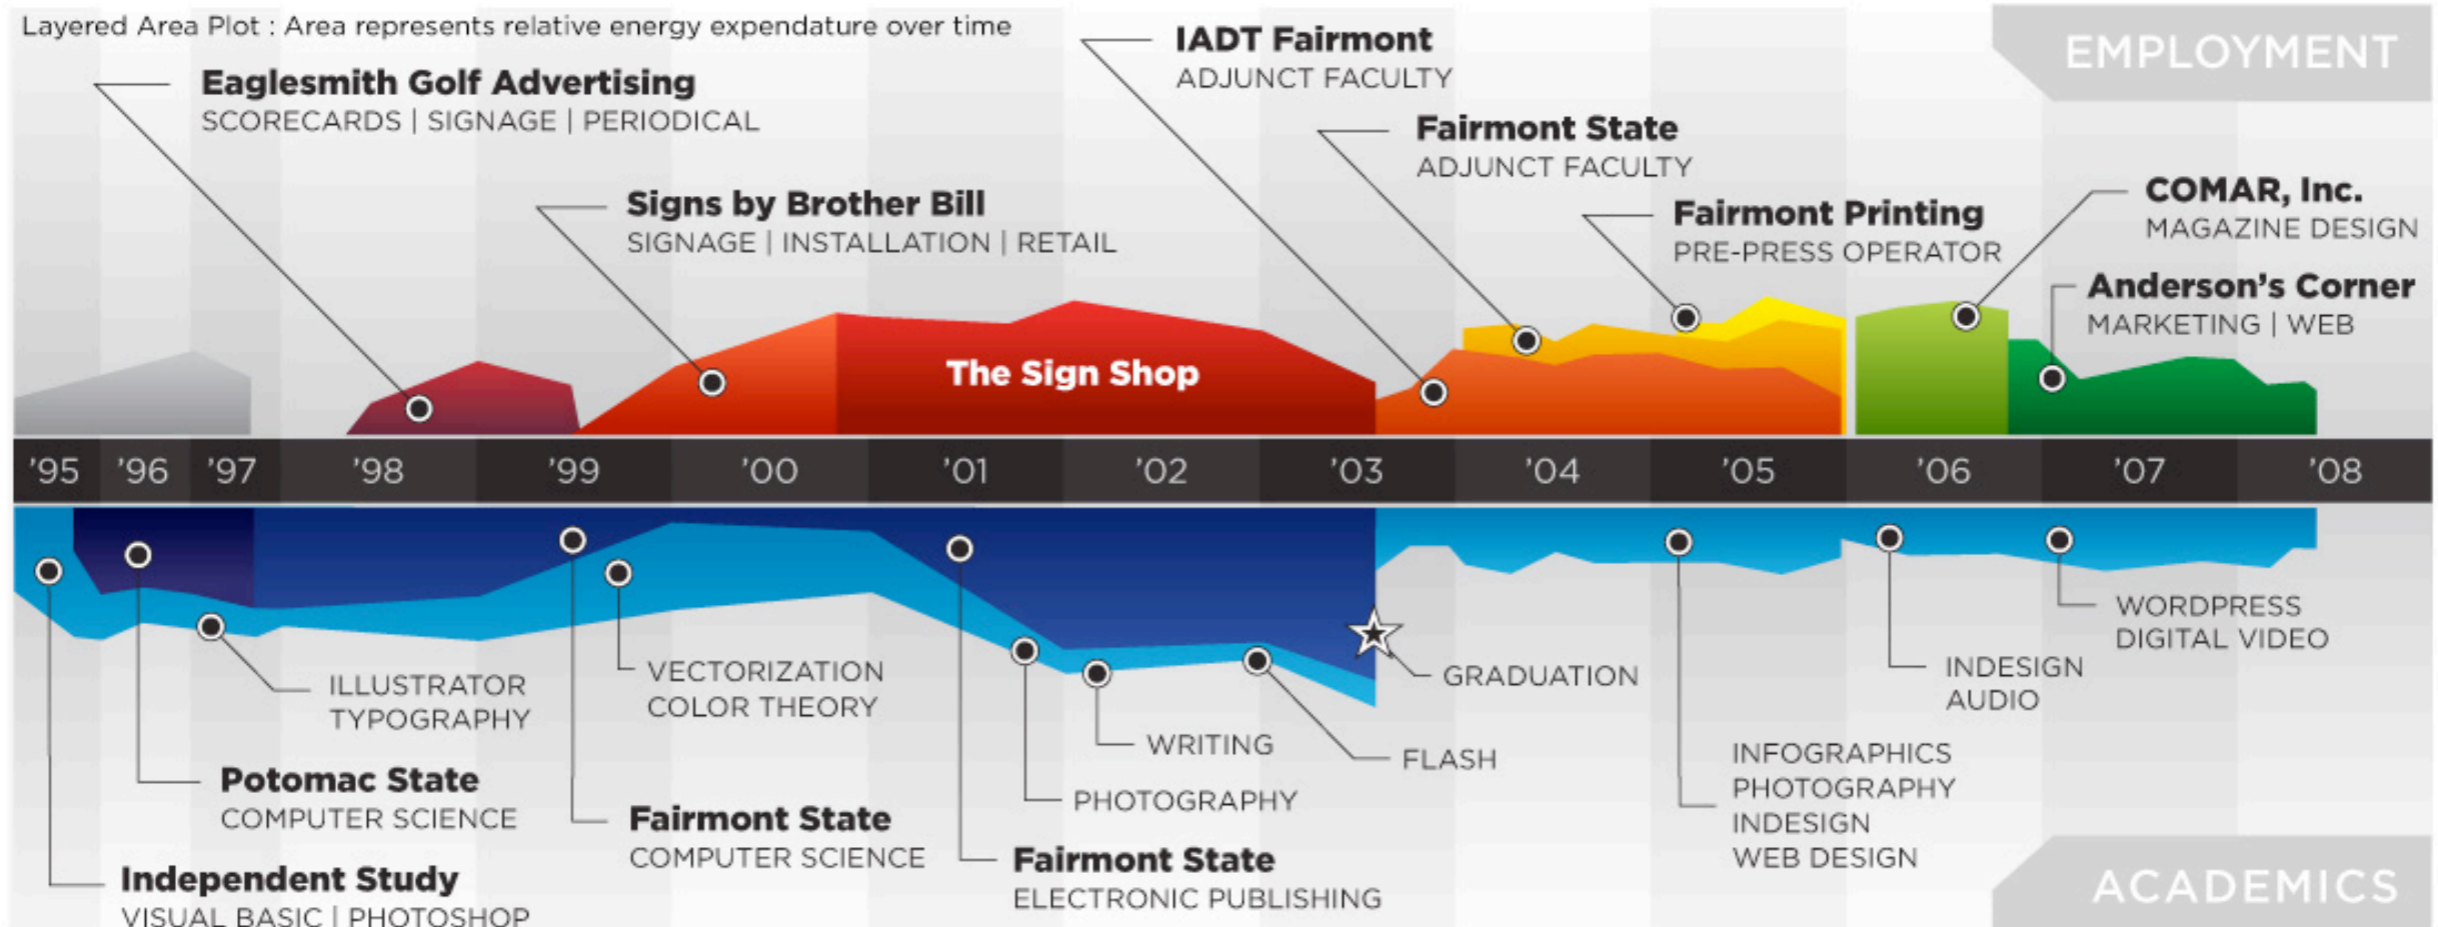 Layered Area Plot : Area represents relative energy expendature over time
EMPLOYMENT
Eaglesmith Golf Advertising
SCORECARDS | SIGNAGE | PERIODICAL
Signs by Brother Bill
SIGNAGE | INSTALLATION | RETAIL
IADT Fairmont
ADJUNCT FACULTY
Fairmont State
ADJUNCT FACULTY
Fairmont Printing
PRE-PRESS OPERATOR
COMAR, Inc.
MAGAZINE DESIGN
Anderson's Corner
MARKETING | WEB
The Sign Shop
'95 '96 '97 '98 '99 '00 '01 '02 '03 '04 '05 '06 '07 '08
ILLUSTRATOR
TYPOGRAPHY
Potomac State
COMPUTER SCIENCE
Independent Study
VISUAL BASIC | PHOTOSHOP
VECTORIZATION
COLOR THEORY
Fairmont State
COMPUTER SCIENCE
WRITING
PHOTOGRAPHY
Fairmont State
ELECTRONIC PUBLISHING
FLASH
GRADUATION
INFOGRAPHICS
PHOTOGRAPHY
INDESIGN
WEB DESIGN
INDESIGN
AUDIO
WORDPRESS
DIGITAL VIDEO
ACADEMICS